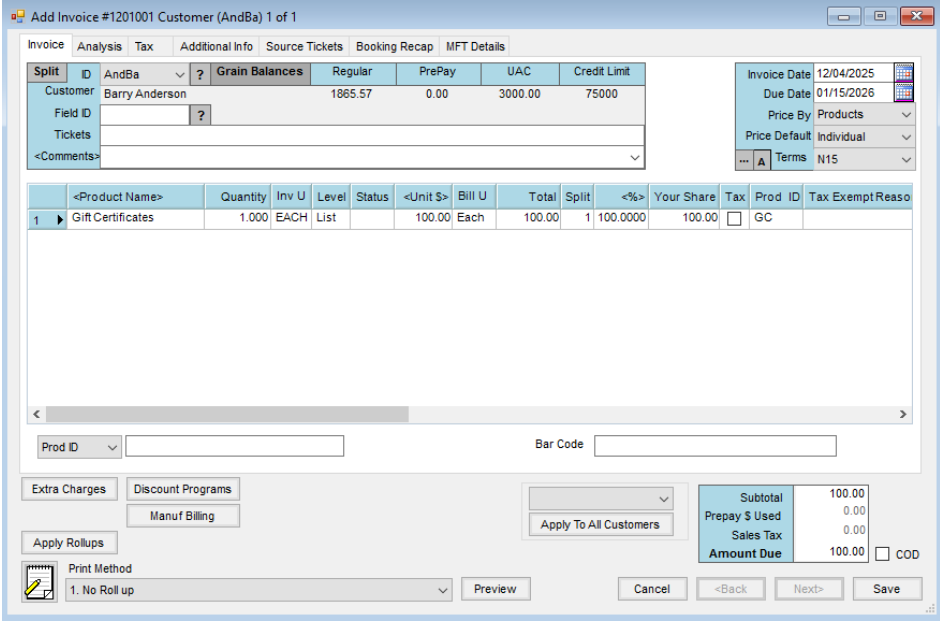 Add Invoice #1201001 Customer (AndBa) 1 of 1
Invoice Analysis Tax Additional Info Source Tickets Booking Recap MFT Details
Split ID AndBa ? Grain Balances Regular PrePay UAC Credit Limit
Customer Barry Anderson 1865.57 0.00 3000.00 75000
Field ID ?
Tickets
<Comments>
Invoice Date 12/04/2025
Due Date 01/15/2026
Price By Products
Price Default Individual
... A Terms N15
<Product Name> Quantity Inv U Level Status <Unit $> Bill U Total Split <%> Your Share Tax Prod ID Tax Exempt Reaso
1 Gift Certificates 1.000 EACH List 100.00 Each 100.00 1 100.0000 100.00 GC
Prod ID Bar Code
Extra Charges Discount Programs
Manuf Billing
Apply Rollups
Apply To All Customers
Subtotal 100.00
Prepay $ Used 0.00
Sales Tax 0.00
Amount Due 100.00 COD
Print Method
1. No Roll up Preview Cancel <Back Next> Save